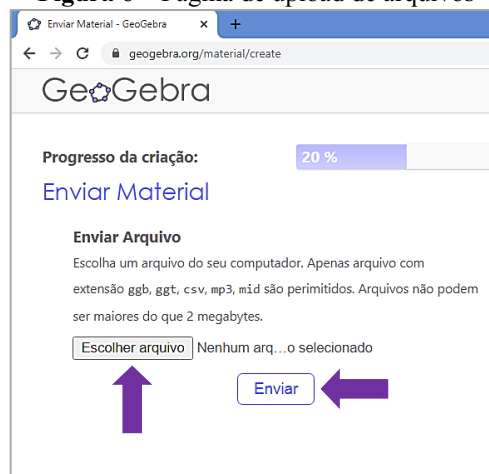 Figura 6 – Página de upload de arquivos
Enviar Material - GeoGebra
geogebra.org/material/create
GeoGebra
Progresso da criação:
20 %
Enviar Material
Enviar Arquivo
Escolha um arquivo do seu computador. Apenas arquivo com
extensão ggb, ggt, csv, mp3, mid são perimitidos. Arquivos não podem
ser maiores do que 2 megabytes.
Escolher arquivo Nenhum arq...o selecionado
Enviar